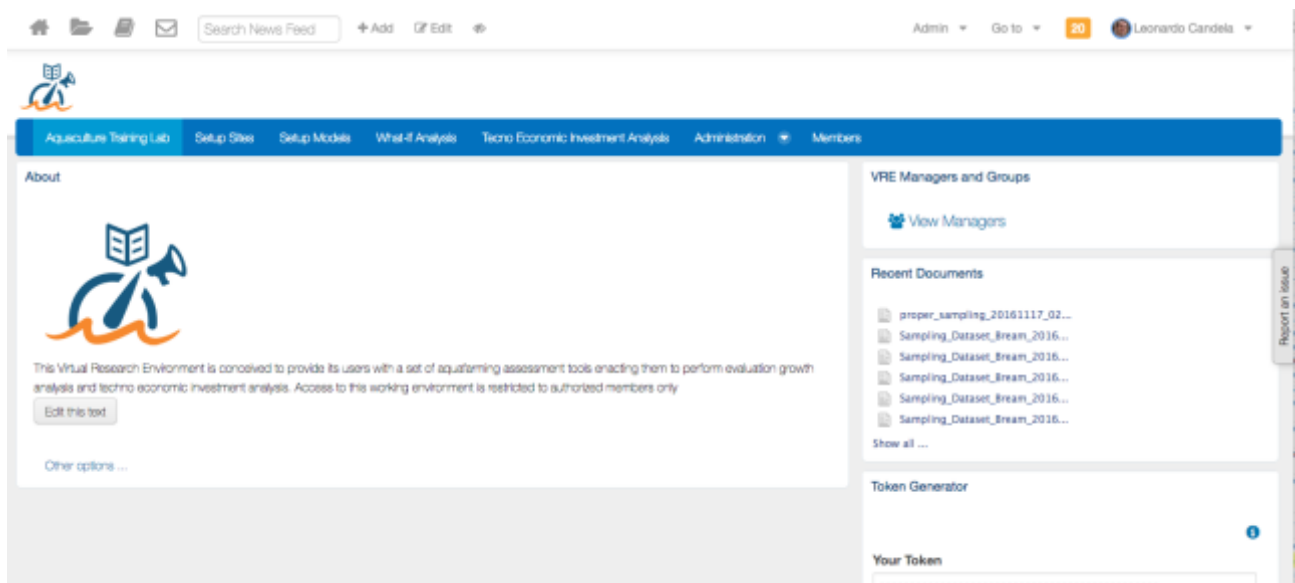 Search News Feed
+ Add
Edit
Admin
Go to
20
Leonardo Candela
Aquaculture Training Lab
Setup Sites
Setup Models
What-if Analysis
Tecno Economic Investment Analysis
Administration
Members
About
This Virtual Research Environment is conceived to provide its users with a set of aquafarming assessment tools enacting them to perform evaluation growth
analysis and techno economic investment analysis. Access to this working environment is restricted to authorized members only
Edit this text
Other options ...
VRE Managers and Groups
View Managers
Recent Documents
proper_sampling_20161117_02...
Sampling_Dataset_Bream_2016...
Sampling_Dataset_Bream_2016...
Sampling_Dataset_Bream_2016...
Sampling_Dataset_Bream_2016...
Sampling_Dataset_Bream_2016...
Show all ...
Token Generator
Your Token
Report an issue